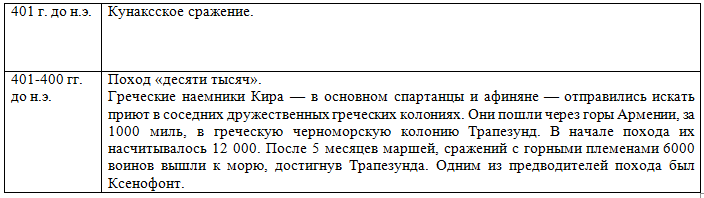 401 г. до н.э.
Кунаксское сражение.
401-400 гг.
до н.э.
Поход «десяти тысяч».
Греческие наемники Кира — в основном спартанцы и афиняне — отправились искать
приют в соседних дружественных греческих колониях. Они пошли через горы Армении, за
1000 миль, в греческую черноморскую колонию Трапезунд. В начале похода их
насчитывалось 12 000. После 5 месяцев маршей, сражений с горными племенами 6000
воинов вышли к морю, достигнув Трапезунда. Одним из предводителей похода был
Ксенофонт.